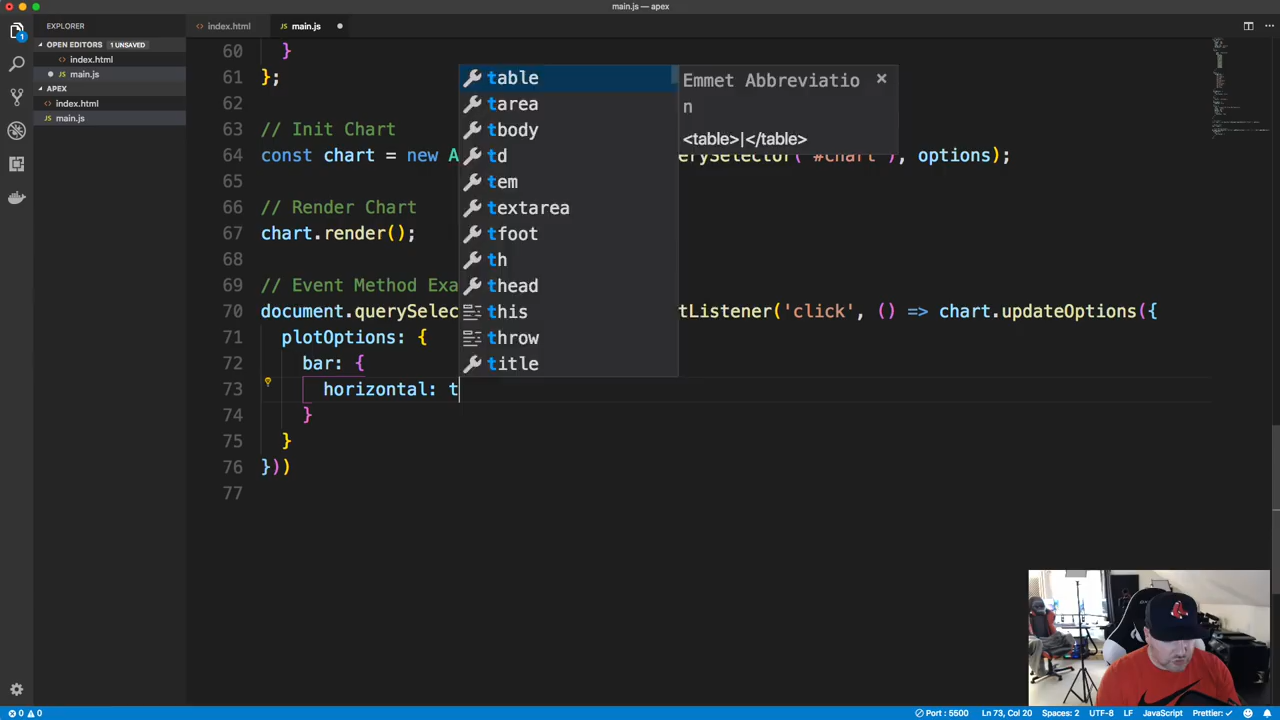 main.js — apex
EXPLORER
index.html
main.js
OPEN EDITORS 1 UNSAVED
index.html
main.js
APEX
index.html
main.js
60 }
61 };
62
63 // Init Chart
64 const chart = new A erySelector('#chart'), options);
65
66 // Render Chart
67 chart.render();
68
69 // Event Method Exa
70 document.querySelec tListener('click', () => chart.updateOptions({
71 plotOptions: {
72 bar: {
73 horizontal: t
74 }
75 }
76 }))
77
table
tarea
tbody
td
tem
textarea
tfoot
th
thead
this
throw
title
Emmet Abbreviatio
n
<table>|</table>
1
0 0
Port : 5500
Ln 73, Col 20
Spaces: 2
UTF-8
LF
JavaScript
Prettier: ✓